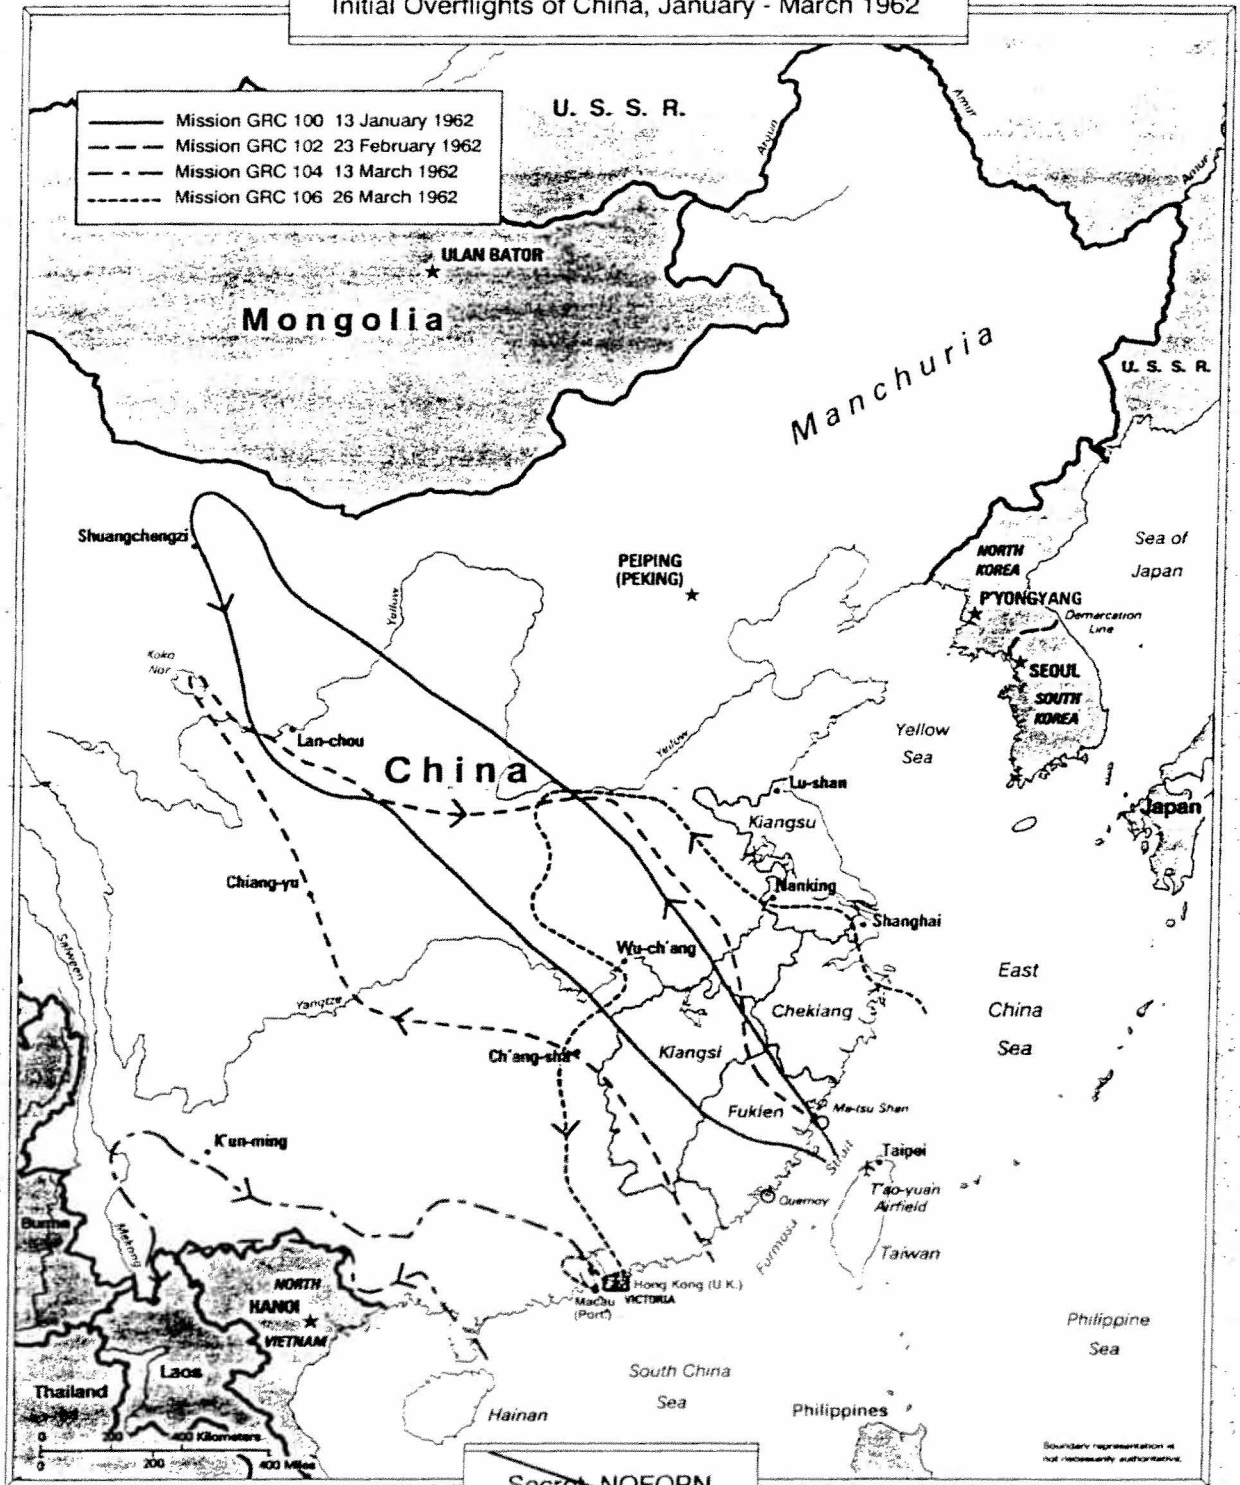 Initial Overflights of China, January - March 1962
Mission GRC 100 13 January 1962
Mission GRC 102 23 February 1962
Mission GRC 104 13 March 1962
Mission GRC 106 26 March 1962
U. S. S. R.
Argun
Amur
Amur
ULAN BATOR
Mongolia
Manchuria
U. S. S. R.
Shuangchengzi
PEIPING
(PEKING)
NORTH
KOREA
Sea of
Japan
P'YONGYANG
Demarcation
Line
SEOUL
SOUTH
KOREA
Yellow
Koko
Nor
Lan-chou
Yellow
Yellow
Sea
China
Lu-shan
Kiangsu
Japan
Chiang-yu
Nanking
Shanghai
Salween
Wu-ch'ang
East
China
Sea
Yangtze
Chekiang
Ch'ang-sha
Kiangsi
Fukien
Ma-tsu Shan
K'un-ming
Strait
Taipei
T'ao-yuan
Airfield
Quemoy
Burma
Mekong
Formosa
Taiwan
NORTH
HANOI
VIETNAM
Hong Kong (U.K.)
VICTORIA
Macau
(Port.)
Philippine
Sea
Laos
Thailand
South China
Sea
Hainan
Philippines
0 200 400 Kilometers
0 200 400 Miles
Boundary representation is
not necessarily authoritative.
Secret NOFORN